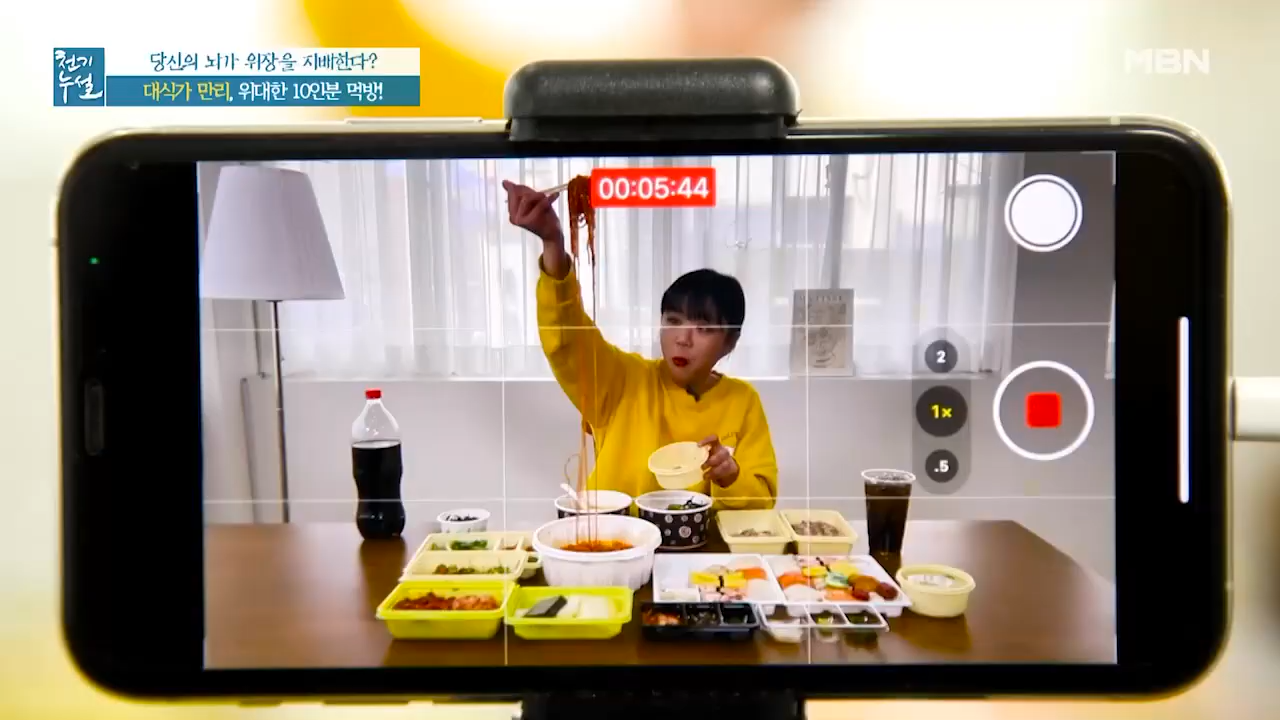 천기
누설
당신의 뇌가 위장을 지배한다?
대식가 만리, 위대한 10인분 먹방!
MBN
00:05:44
2
1×
.5